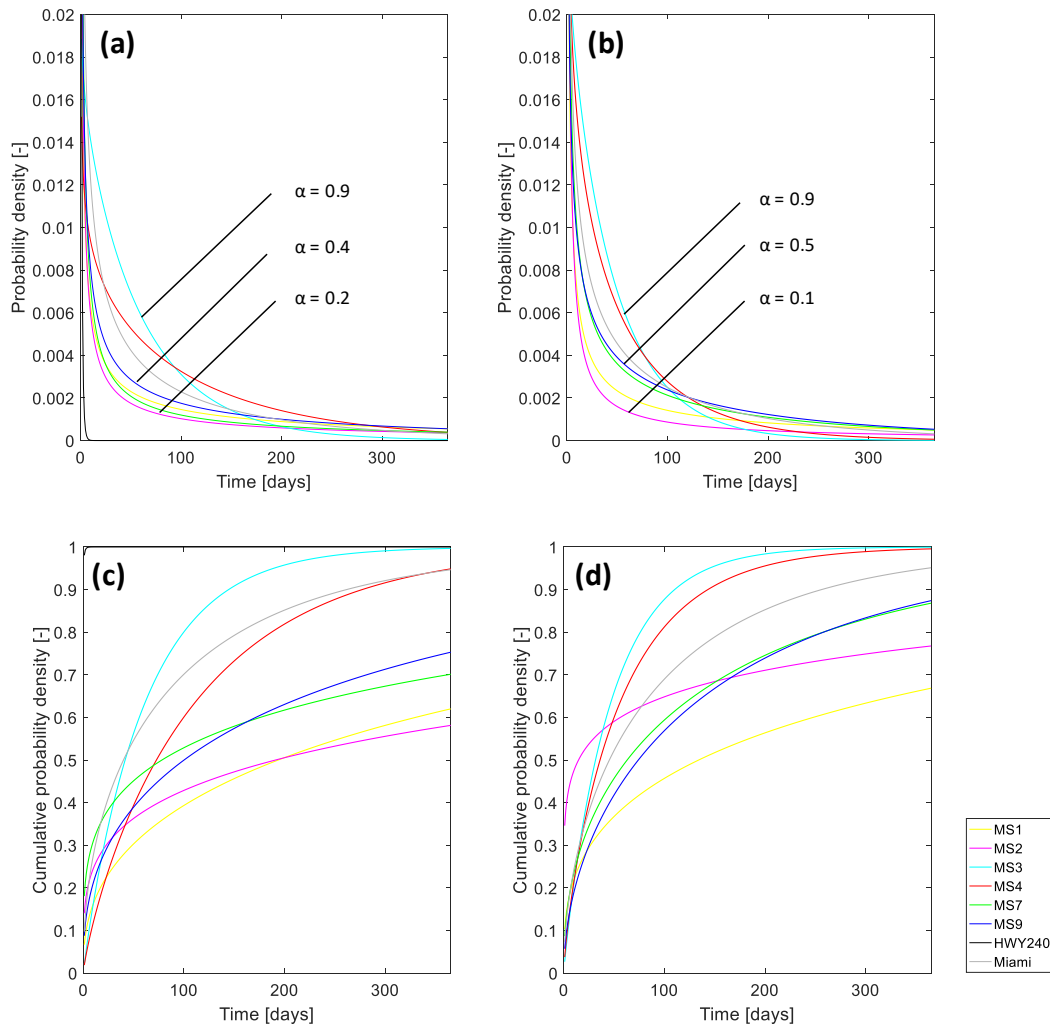 (a)
Probability density [-]
0.02
0.018
0.016
0.014
0.012
0.01
0.008
0.006
0.004
0.002
0
α = 0.9
α = 0.4
α = 0.2
0 100 200 300
Time [days]
(b)
Probability density [-]
0.02
0.018
0.016
0.014
0.012
0.01
0.008
0.006
0.004
0.002
0
α = 0.9
α = 0.5
α = 0.1
0 100 200 300
Time [days]
(c)
Cumulative probability density [-]
1
0.9
0.8
0.7
0.6
0.5
0.4
0.3
0.2
0.1
0
0 100 200 300
Time [days]
(d)
Cumulative probability density [-]
1
0.9
0.8
0.7
0.6
0.5
0.4
0.3
0.2
0.1
0
0 100 200 300
Time [days]
MS1
MS2
MS3
MS4
MS7
MS9
HWY240
Miami